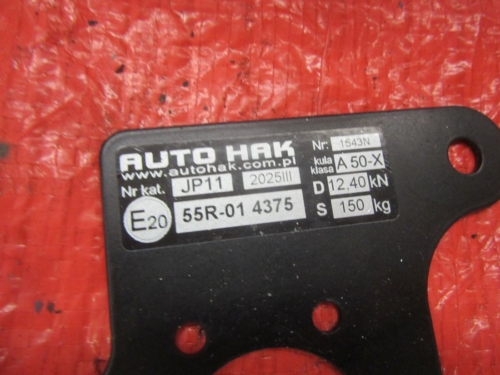 AUTO HAK
www.autohak.com.pl
Nr kat. JP11 2025III
E20 55R-01 4375
Nr: 1543N
kula klasa A 50-X
D 12,40 kN
S 150 kg